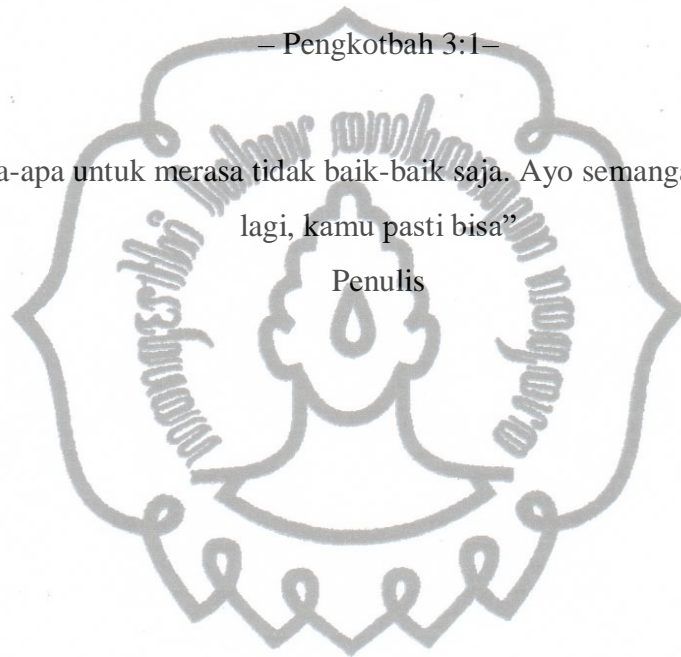 – Pengkotbah 3:1–
a-apa untuk merasa tidak baik-baik saja. Ayo semanga
lagi, kamu pasti bisa”
Penulis